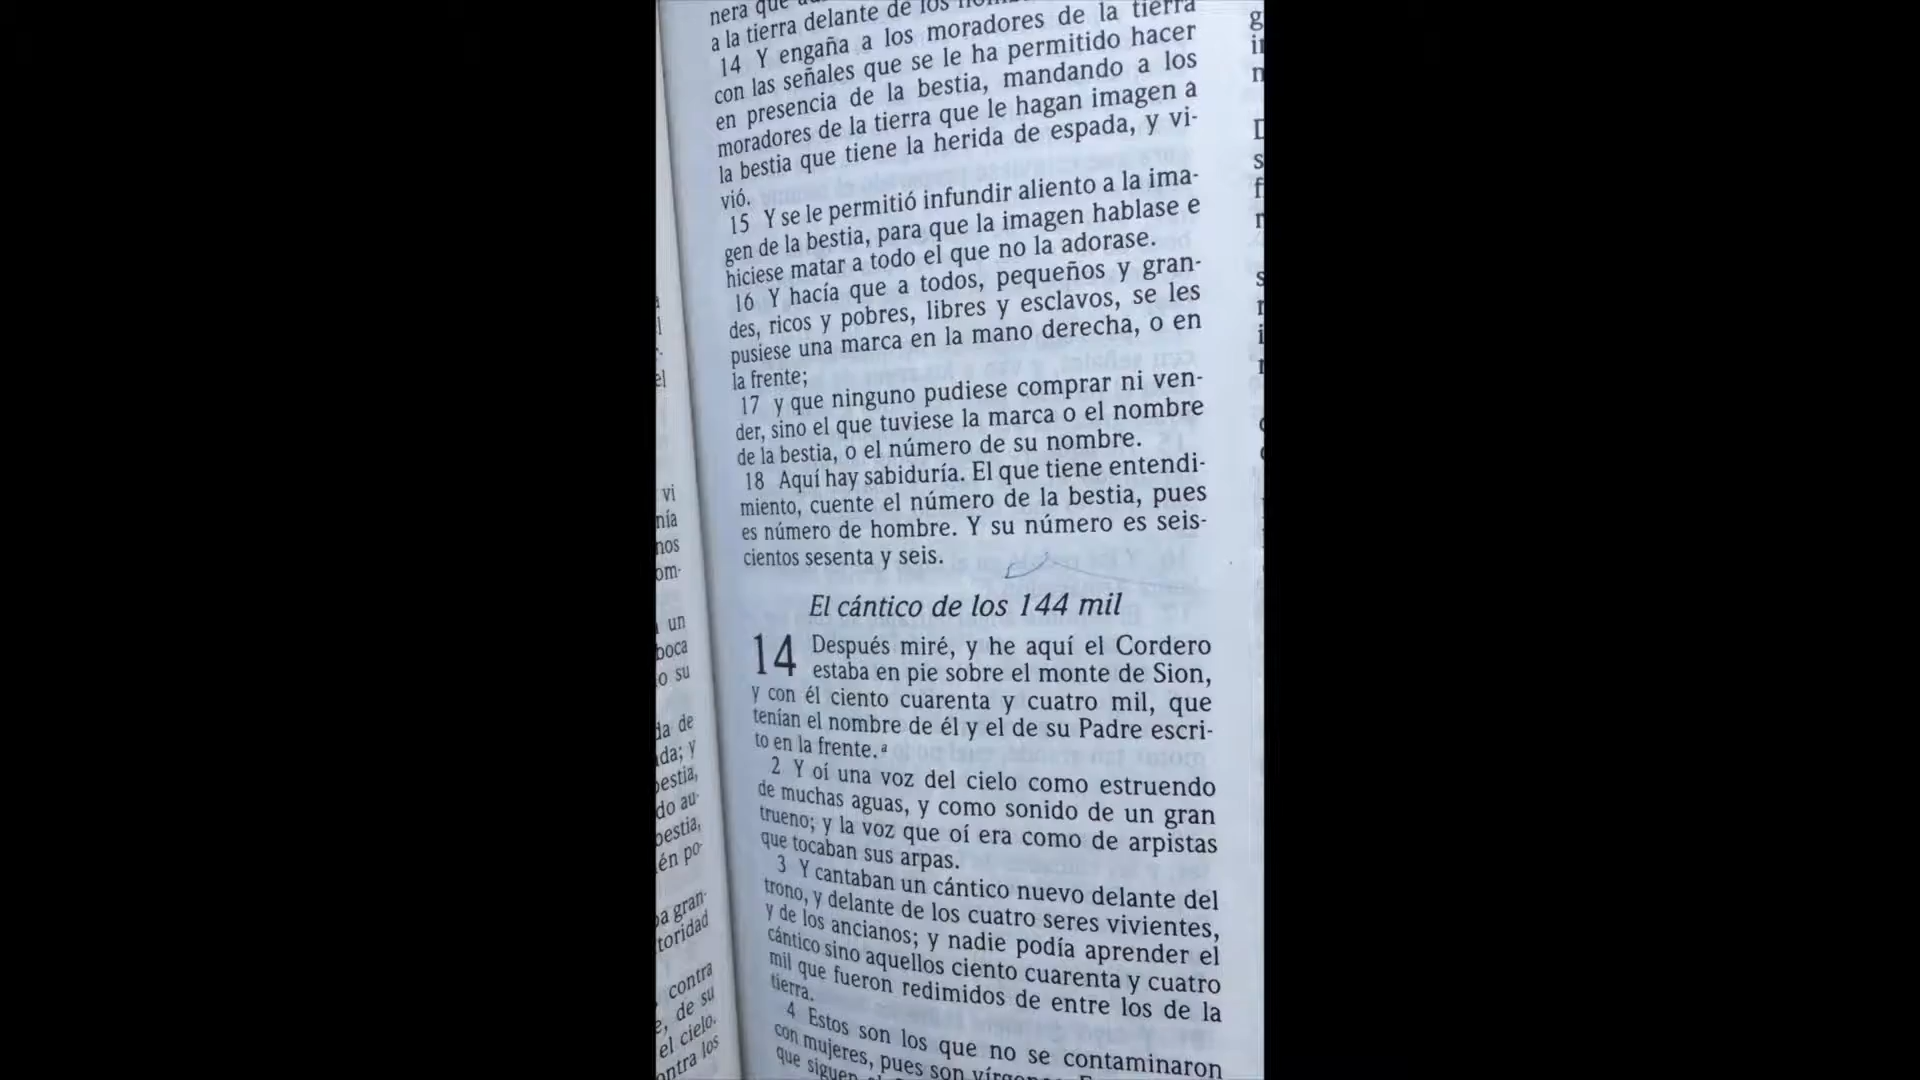 nera que
a la tierra delante de los
14 Y engaña a los moradores de la tierra
con las señales que se le ha permitido hacer
en presencia de la bestia, mandando a los
moradores de la tierra que le hagan imagen a
la bestia que tiene la herida de espada, y vi-
vió.
15 Y se le permitió infundir aliento a la ima-
gen de la bestia, para que la imagen hablase e
hiciese matar a todo el que no la adorase.
16 Y hacía que a todos, pequeños y gran-
des, ricos y pobres, libres y esclavos, se les
pusiese una marca en la mano derecha, o en
la frente;
17 y que ninguno pudiese comprar ni ven-
der, sino el que tuviese la marca o el nombre
de la bestia, o el número de su nombre.
18 Aquí hay sabiduría. El que tiene entendi-
miento, cuente el número de la bestia, pues
es número de hombre. Y su número es seis-
cientos sesenta y seis.
El cántico de los 144 mil
14 Después miré, y he aquí el Cordero
estaba en pie sobre el monte de Sion,
y con él ciento cuarenta y cuatro mil, que
tenían el nombre de él y el de su Padre escri-
to en la frente.ª
2 Y oí una voz del cielo como estruendo
de muchas aguas, y como sonido de un gran
trueno; y la voz que oí era como de arpistas
que tocaban sus arpas.
3 Y cantaban un cántico nuevo delante del
trono, y delante de los cuatro seres vivientes,
y de los ancianos; y nadie podía aprender el
cántico sino aquellos ciento cuarenta y cuatro
mil que fueron redimidos de entre los de la
tierra.
4 Estos son los que no se contaminaron
con mujeres, pues son
que siguen